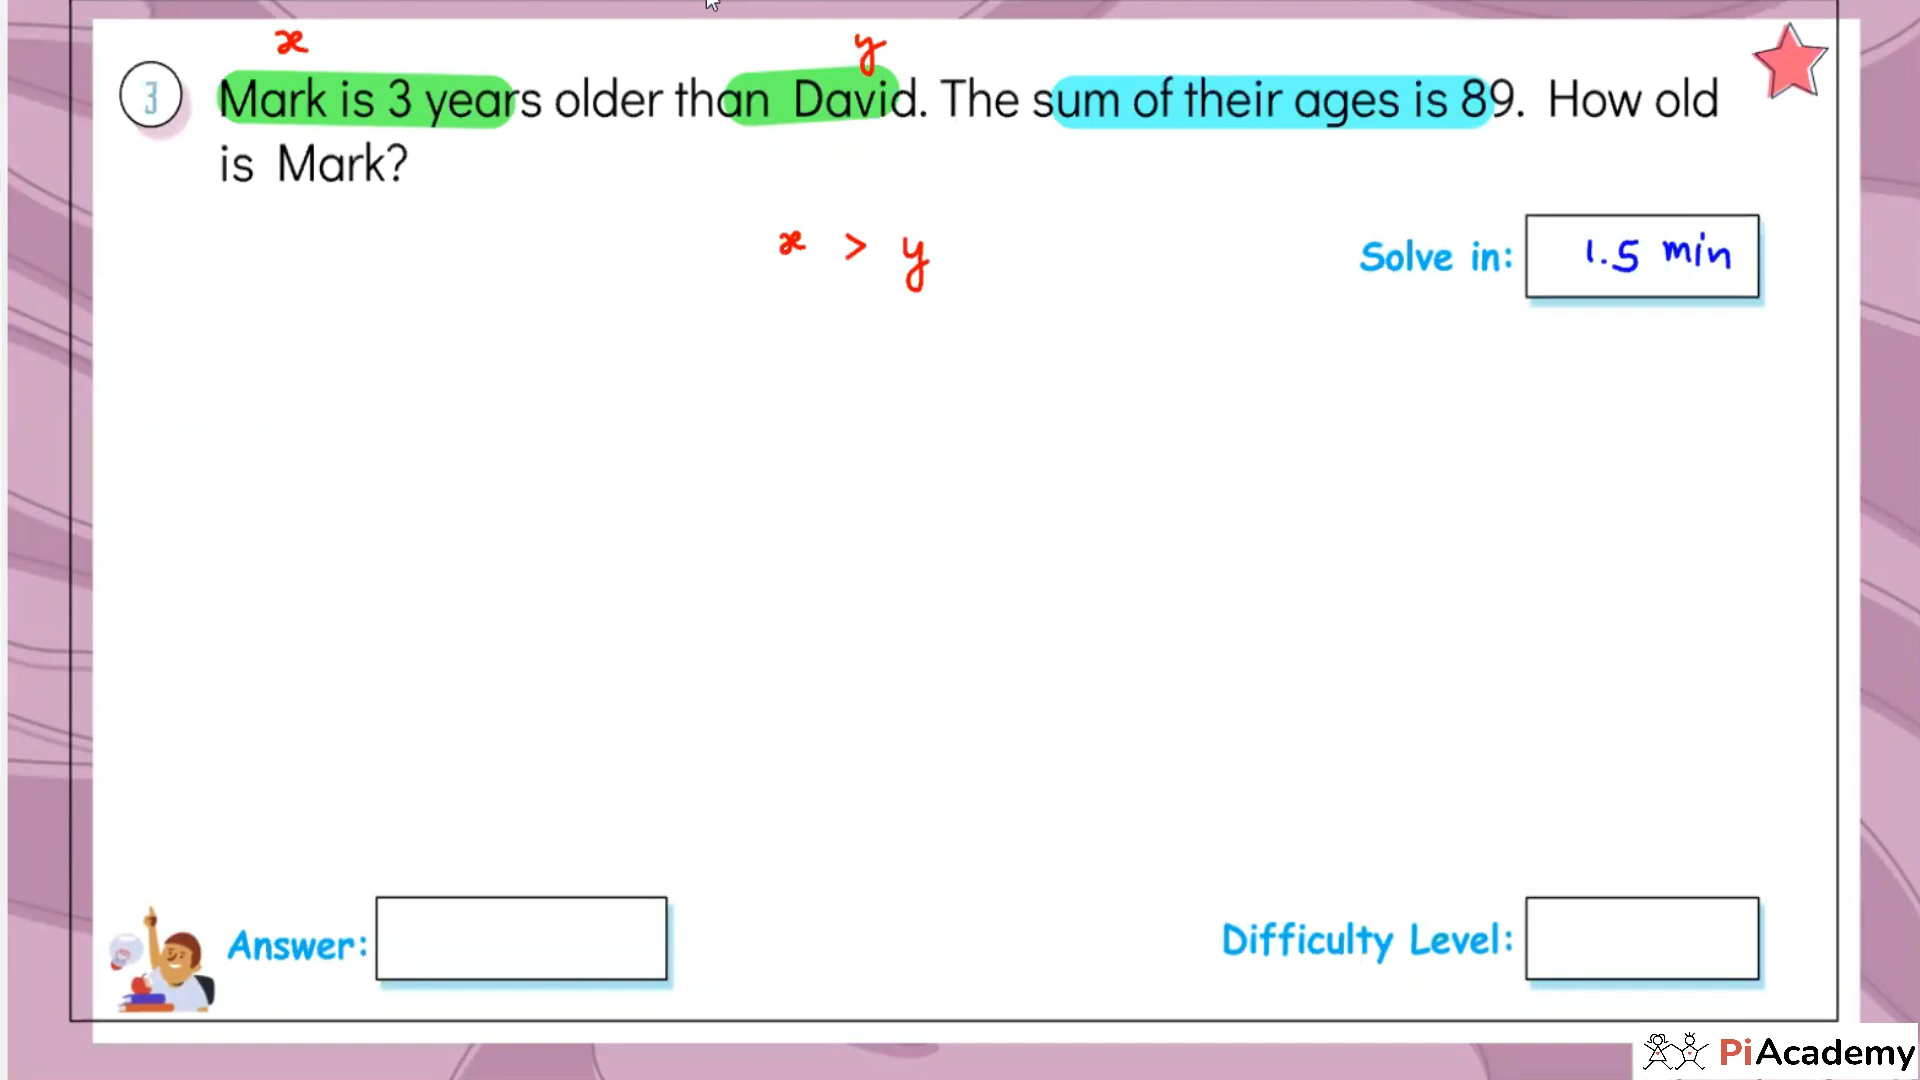 x y
3 Mark is 3 years older than David. The sum of their ages is 89. How old
is Mark?
x > y
Solve in: 1.5 min
Answer:
Difficulty Level:
PiAcademy